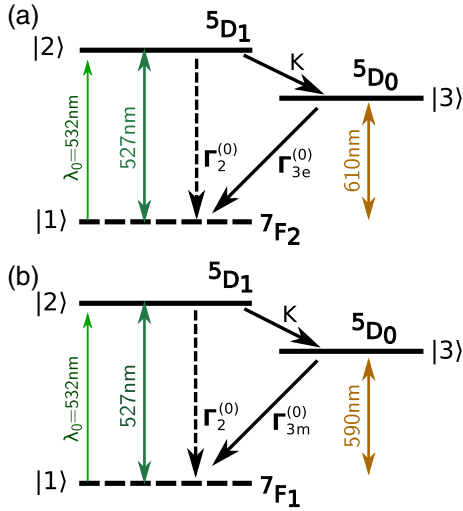 (a)
⁵D₁
|2⟩
K
⁵D₀
|3⟩
λ₀=532nm
527nm
Γ₂⁽⁰⁾
Γ₃ₑ⁽⁰⁾
610nm
|1⟩
⁷F₂
(b)
⁵D₁
|2⟩
K
⁵D₀
|3⟩
λ₀=532nm
527nm
Γ₂⁽⁰⁾
Γ₃ₘ⁽⁰⁾
590nm
|1⟩
⁷F₁